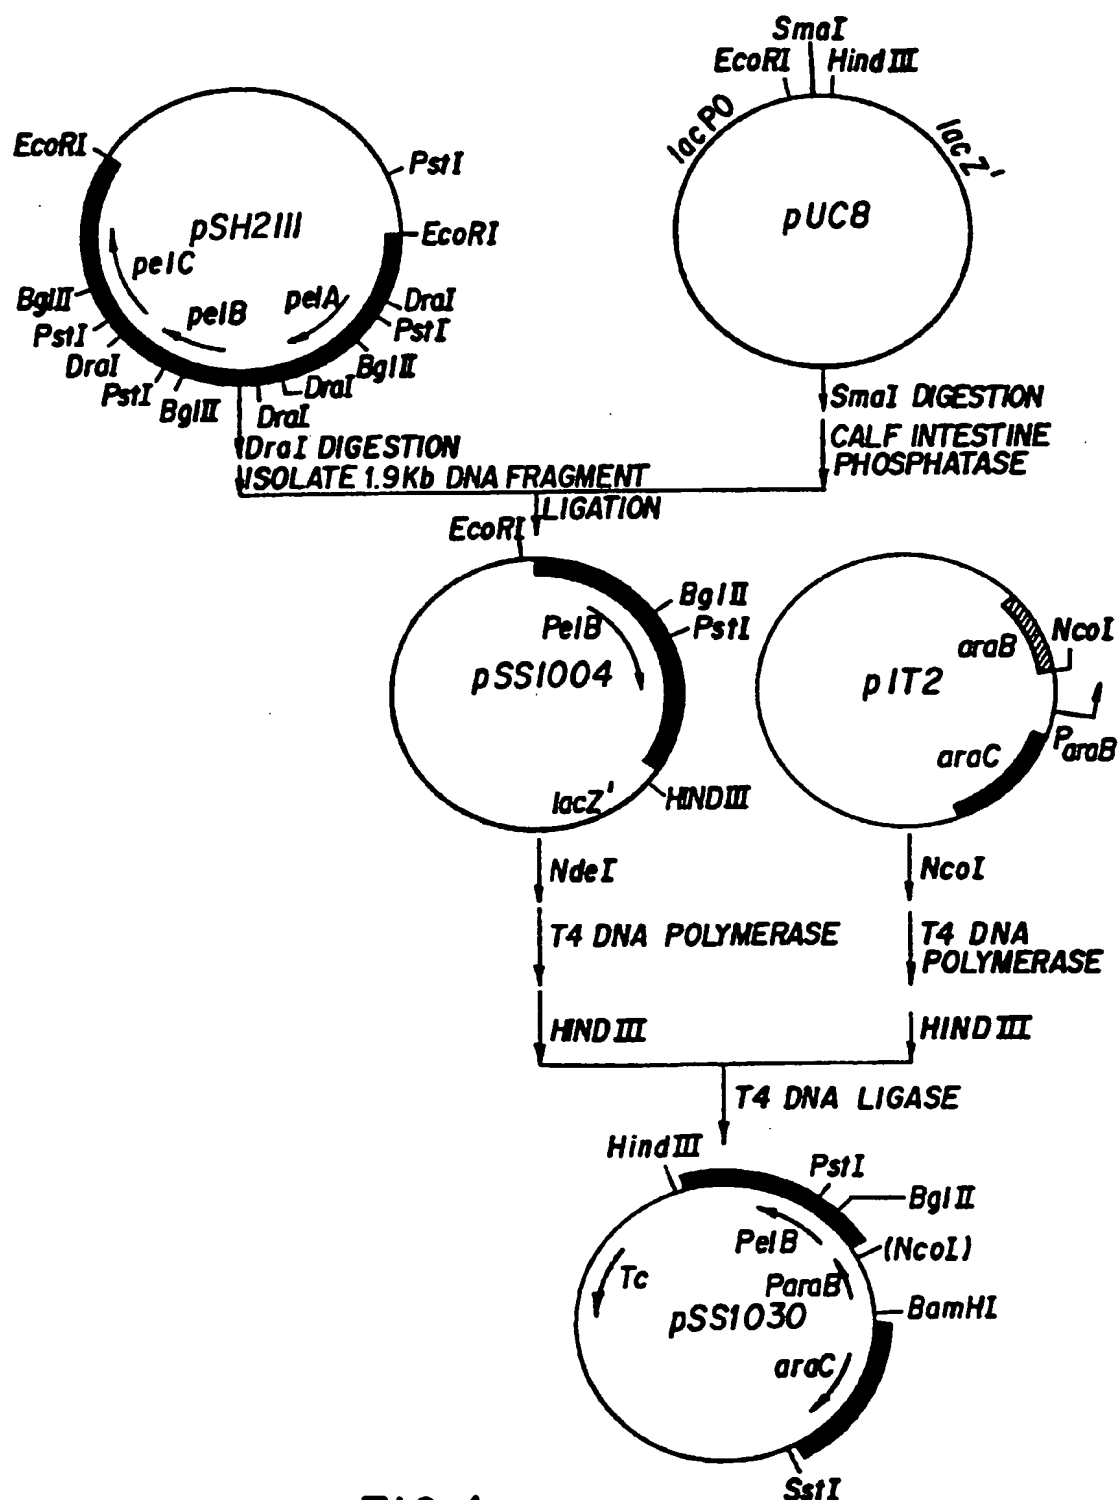 SmaI
EcoRI
HindIII
lacPO
lacZ'
pUC8
EcoRI
PstI
pSH2111
EcoRI
pelC
pelB
pelA
BglII
PstI
DraI
PstI
BglII
DraI
DraI
BglII
PstI
DraI
DraI DIGESTION
ISOLATE 1.9Kb DNA FRAGMENT
SmaI DIGESTION
CALF INTESTINE
PHOSPHATASE
LIGATION
EcoRI
BglII
PstI
PelB
pSS1004
lacZ'
HINDIII
araB
NcoI
pIT2
ParaB
araC
NdeI
T4 DNA POLYMERASE
HINDIII
NcoI
T4 DNA
POLYMERASE
HINDIII
T4 DNA LIGASE
HindIII
PstI
BglII
PelB
(NcoI)
Tc
ParaB
BamHI
pSS1030
araC
SstI